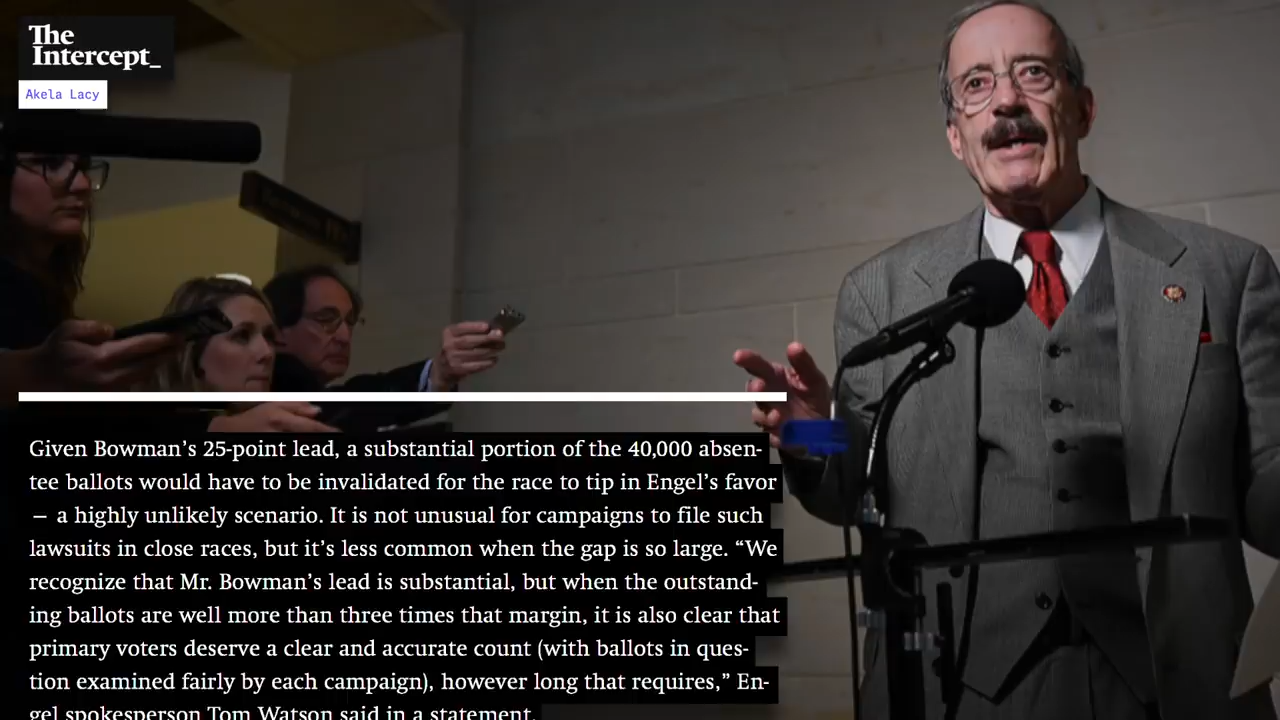 The
Intercept_
Akela Lacy
Given Bowman’s 25-point lead, a substantial portion of the 40,000 absen-
tee ballots would have to be invalidated for the race to tip in Engel’s favor
— a highly unlikely scenario. It is not unusual for campaigns to file such
lawsuits in close races, but it’s less common when the gap is so large. “We
recognize that Mr. Bowman’s lead is substantial, but when the outstand-
ing ballots are well more than three times that margin, it is also clear that
primary voters deserve a clear and accurate count (with ballots in ques-
tion examined fairly by each campaign), however long that requires,” En-
gel spokesperson Tom Watson said in a statement.